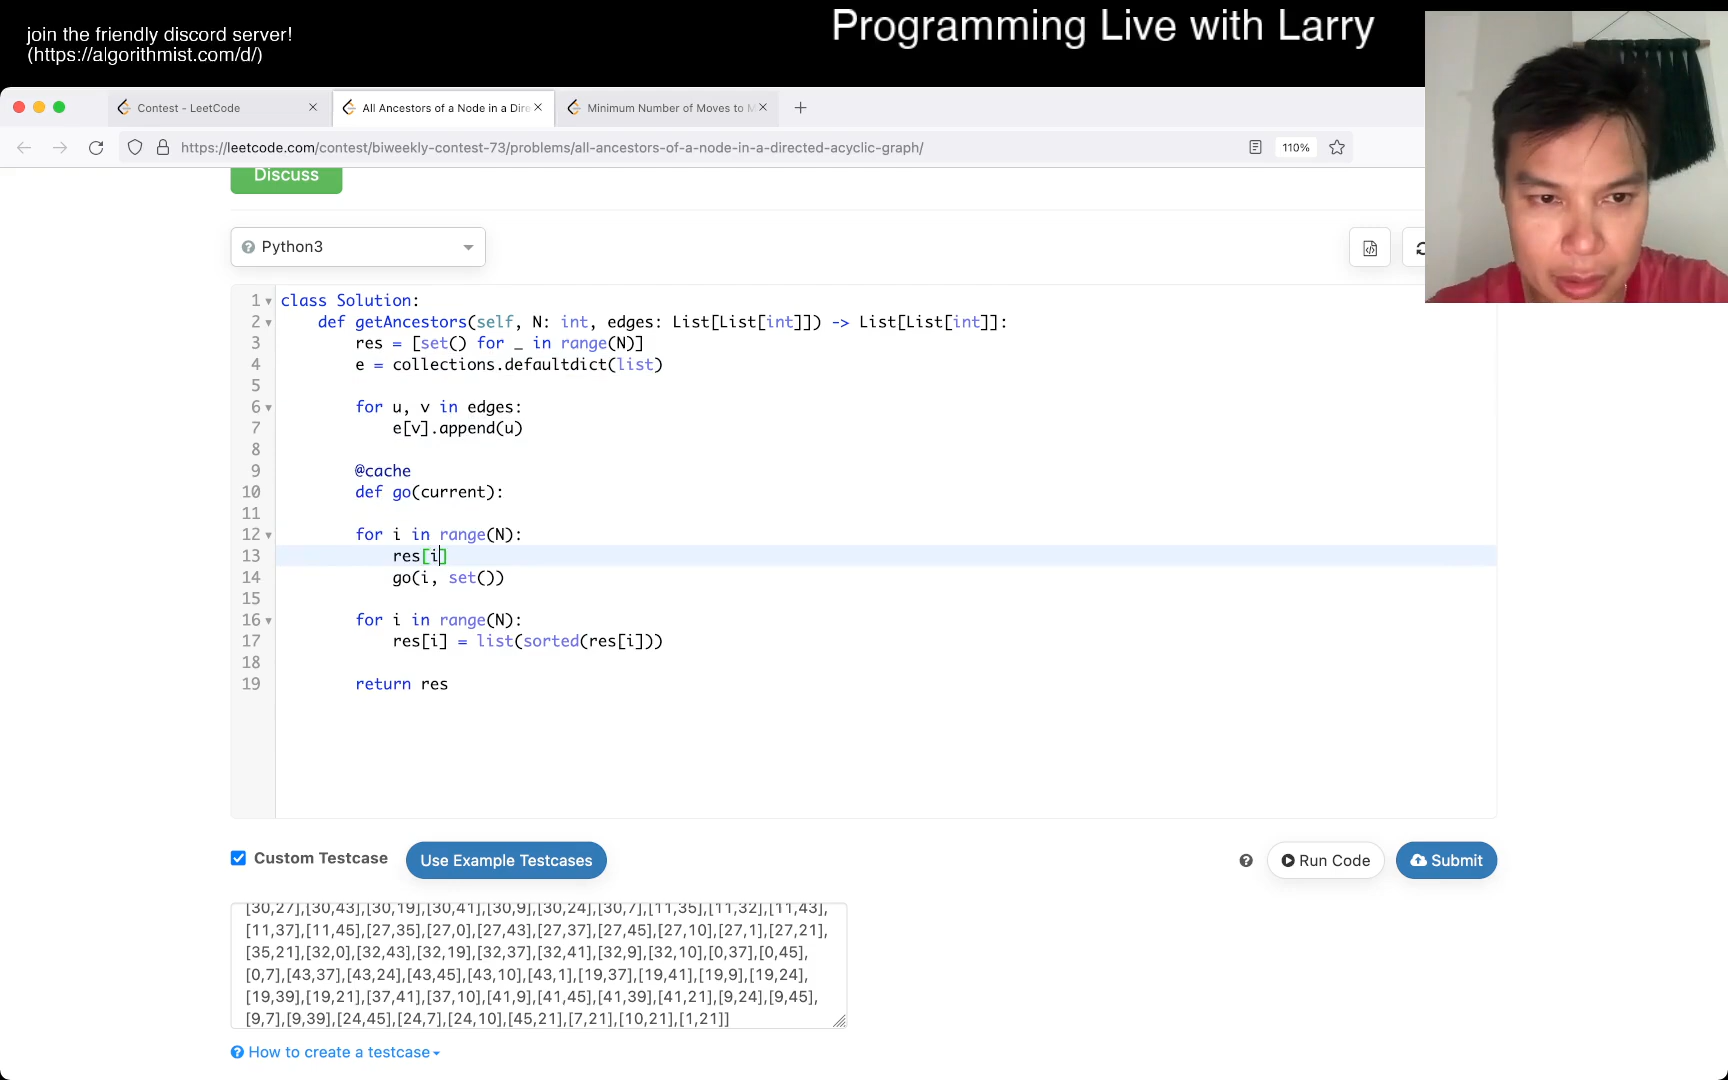 join the friendly discord server!
(https://algorithmist.com/d/)
Programming Live with Larry
Contest - LeetCode
All Ancestors of a Node in a Dire
Minimum Number of Moves to M
https://leetcode.com/contest/biweekly-contest-73/problems/all-ancestors-of-a-node-in-a-directed-acyclic-graph/
110%
Discuss
Python3
1 class Solution:
2 def getAncestors(self, N: int, edges: List[List[int]]) -> List[List[int]]:
3 res = [set() for _ in range(N)]
4 e = collections.defaultdict(list)
5
6 for u, v in edges:
7 e[v].append(u)
8
9 @cache
10 def go(current):
11
12 for i in range(N):
13 res[i]
14 go(i, set())
15
16 for i in range(N):
17 res[i] = list(sorted(res[i]))
18
19 return res
Custom Testcase
Use Example Testcases
Run Code
Submit
[30,27],[30,43],[30,19],[30,41],[30,9],[30,24],[30,7],[11,35],[11,32],[11,43],
[11,37],[11,45],[27,35],[27,0],[27,43],[27,37],[27,45],[27,10],[27,1],[27,21],
[35,21],[32,0],[32,43],[32,19],[32,37],[32,41],[32,9],[32,10],[0,37],[0,45],
[0,7],[43,37],[43,24],[43,45],[43,10],[43,1],[19,37],[19,41],[19,9],[19,24],
[19,39],[19,21],[37,41],[37,10],[41,9],[41,45],[41,39],[41,21],[9,24],[9,45],
[9,7],[9,39],[24,45],[24,7],[24,10],[45,21],[7,21],[10,21],[1,21]]
How to create a testcase